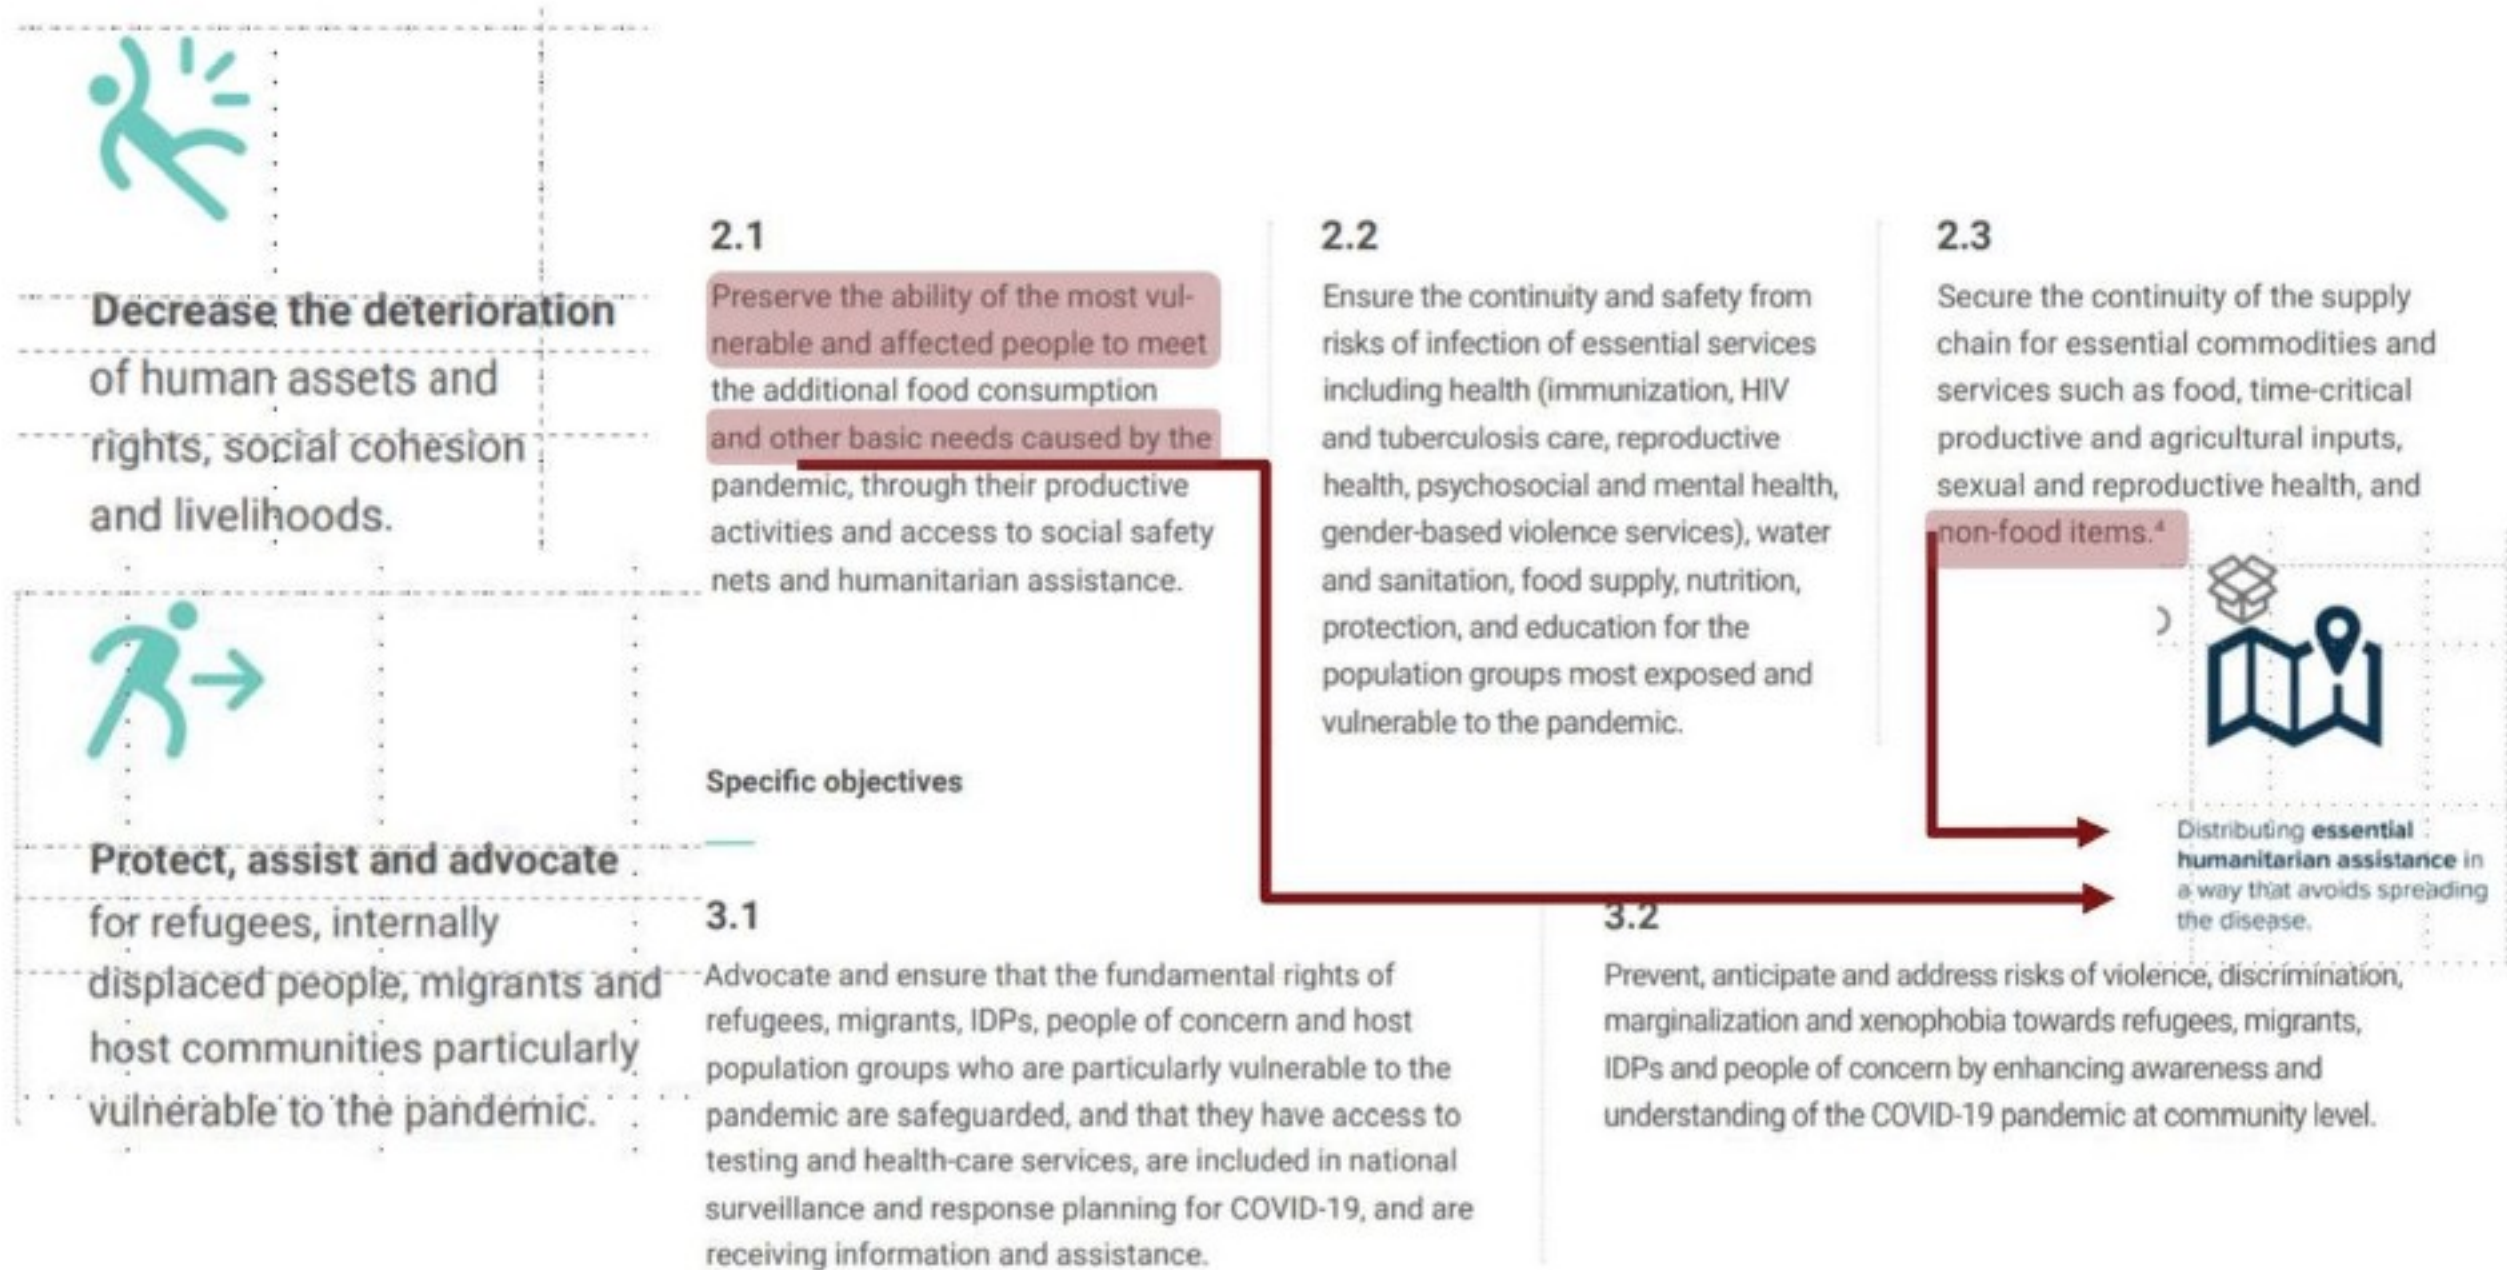 Decrease the deterioration
of human assets and
rights, social cohesion
and livelihoods.
2.1
Preserve the ability of the most vul-
nerable and affected people to meet
the additional food consumption
and other basic needs caused by the
pandemic, through their productive
activities and access to social safety
nets and humanitarian assistance.
2.2
Ensure the continuity and safety from
risks of infection of essential services
including health (immunization, HIV
and tuberculosis care, reproductive
health, psychosocial and mental health,
gender-based violence services), water
and sanitation, food supply, nutrition,
protection, and education for the
population groups most exposed and
vulnerable to the pandemic.
2.3
Secure the continuity of the supply
chain for essential commodities and
services such as food, time-critical
productive and agricultural inputs,
sexual and reproductive health, and
non-food items.⁴
Distributing essential
humanitarian assistance in
a way that avoids spreading
the disease.
Protect, assist and advocate
for refugees, internally
displaced people, migrants and
host communities particularly
vulnerable to the pandemic.
Specific objectives
3.1
Advocate and ensure that the fundamental rights of
refugees, migrants, IDPs, people of concern and host
population groups who are particularly vulnerable to the
pandemic are safeguarded, and that they have access to
testing and health-care services, are included in national
surveillance and response planning for COVID-19, and are
receiving information and assistance.
3.2
Prevent, anticipate and address risks of violence, discrimination,
marginalization and xenophobia towards refugees, migrants,
IDPs and people of concern by enhancing awareness and
understanding of the COVID-19 pandemic at community level.